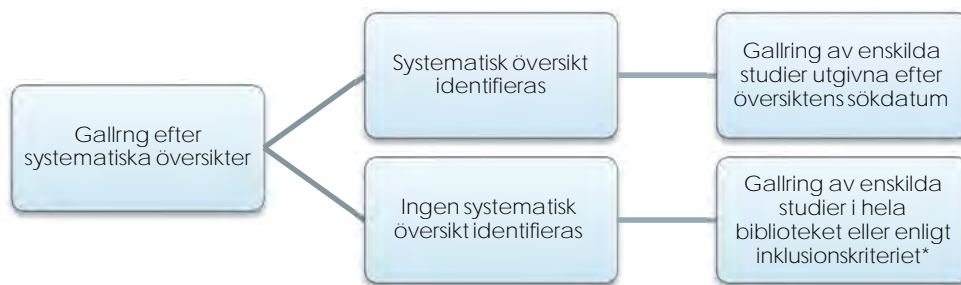 Gallrng efter
systematiska översikter
Systematisk översikt
identifieras
Gallring av enskilda
studier utgivna efter
översiktens sökdatum
Ingen systematisk
översikt identifieras
Gallring av enskilda
studier i hela
biblioteket eller enligt
inklusionskriteriet*